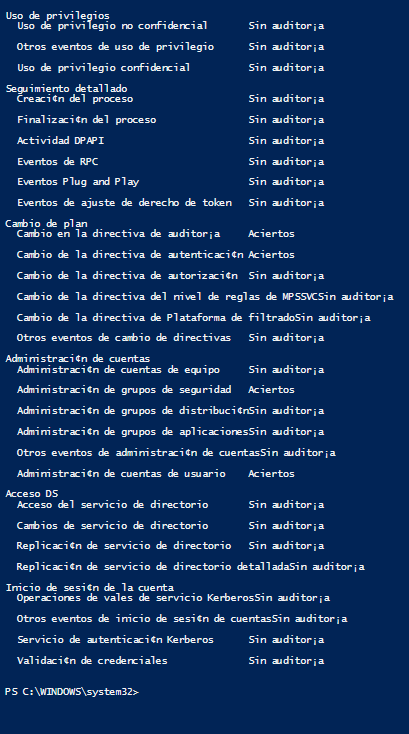 Uso de privilegios
Uso de privilegio no confidencial Sin auditor¡a
Otros eventos de uso de privilegio Sin auditor¡a
Uso de privilegio confidencial Sin auditor¡a
Seguimiento detallado
Creaci¢n del proceso Sin auditor¡a
Finalizaci¢n del proceso Sin auditor¡a
Actividad DPAPI Sin auditor¡a
Eventos de RPC Sin auditor¡a
Eventos Plug and Play Sin auditor¡a
Eventos de ajuste de derecho de token Sin auditor¡a
Cambio de plan
Cambio en la directiva de auditor¡a Aciertos
Cambio de la directiva de autenticaci¢n Aciertos
Cambio de la directiva de autorizaci¢n Sin auditor¡a
Cambio de la directiva del nivel de reglas de MPSSVCSin auditor¡a
Cambio de la directiva de Plataforma de filtradoSin auditor¡a
Otros eventos de cambio de directivas Sin auditor¡a
Administraci¢n de cuentas
Administraci¢n de cuentas de equipo Sin auditor¡a
Administraci¢n de grupos de seguridad Aciertos
Administraci¢n de grupos de distribuci¢nSin auditor¡a
Administraci¢n de grupos de aplicacionesSin auditor¡a
Otros eventos de administraci¢n de cuentasSin auditor¡a
Administraci¢n de cuentas de usuario Aciertos
Acceso DS
Acceso del servicio de directorio Sin auditor¡a
Cambios de servicio de directorio Sin auditor¡a
Replicaci¢n de servicio de directorio Sin auditor¡a
Replicaci¢n de servicio de directorio detalladaSin auditor¡a
Inicio de sesi¢n de la cuenta
Operaciones de vales de servicio KerberosSin auditor¡a
Otros eventos de inicio de sesi¢n de cuentasSin auditor¡a
Servicio de autenticaci¢n Kerberos Sin auditor¡a
Validaci¢n de credenciales Sin auditor¡a
PS C:\WINDOWS\system32>